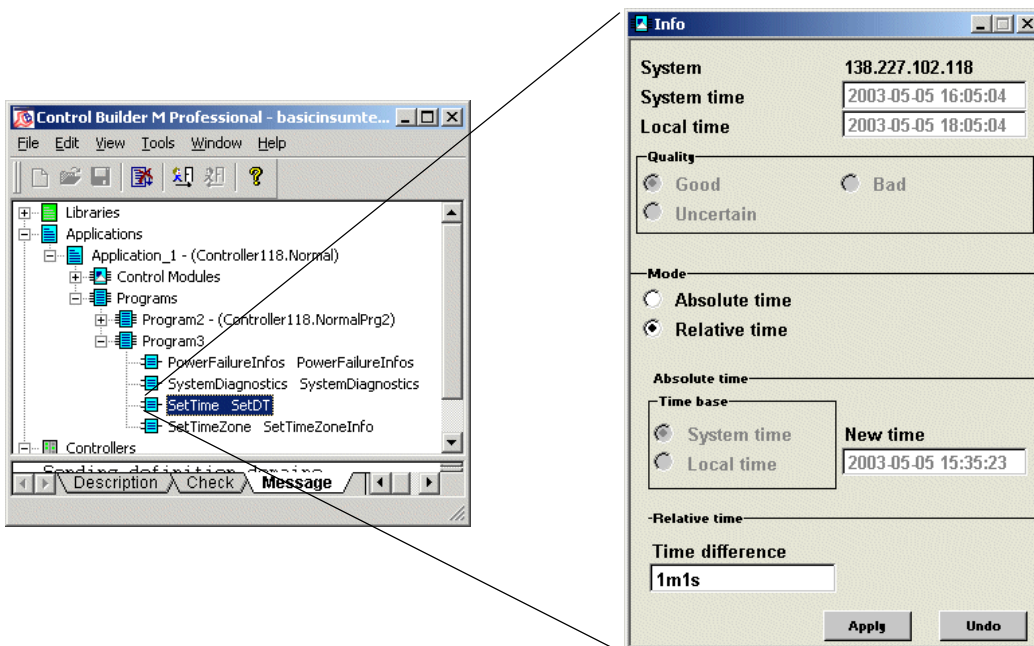 Control Builder M Professional - basicinsumte...
File Edit View Tools Window Help
Libraries
Applications
Application_1 - (Controller118.Normal)
Control Modules
Programs
Program2 - (Controller118.NormalPrg2)
Program3
PowerFailureInfos PowerFailureInfos
SystemDiagnostics SystemDiagnostics
SetTime SetDT
SetTimeZone SetTimeZoneInfo
Controllers
Sending definition domains
Description Check Message
Info
System 138.227.102.118
System time 2003-05-05 16:05:04
Local time 2003-05-05 18:05:04
Quality
Good Bad
Uncertain
Mode
Absolute time
Relative time
Absolute time
Time base
System time New time
Local time 2003-05-05 15:35:23
Relative time
Time difference
1m1s
Apply Undo